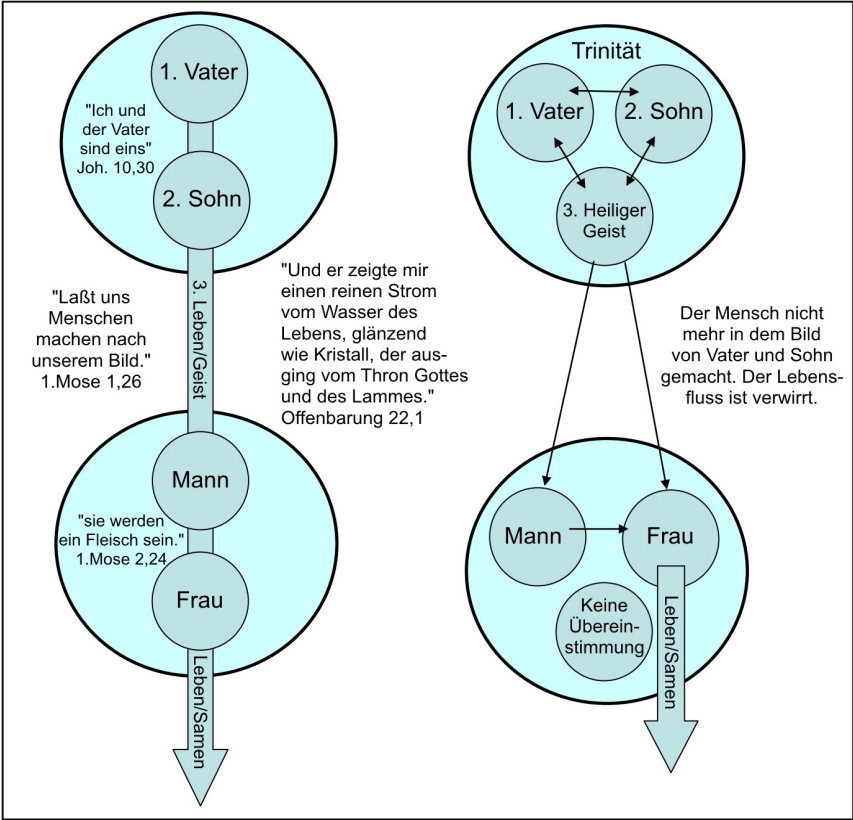 1. Vater
"Ich und
der Vater
sind eins"
Joh. 10,30
2. Sohn
3. Leben/Geist
"Laßt uns
Menschen
machen nach
unserem Bild."
1.Mose 1,26
"Und er zeigte mir
einen reinen Strom
vom Wasser des
Lebens, glänzend
wie Kristall, der aus-
ging vom Thron Gottes
und des Lammes."
Offenbarung 22,1
Mann
"sie werden
ein Fleisch sein."
1.Mose 2,24
Frau
Leben/Samen
Trinität
1. Vater
2. Sohn
3. Heiliger
Geist
Der Mensch nicht
mehr in dem Bild
von Vater und Sohn
gemacht. Der Lebens-
fluss ist verwirrt.
Mann
Frau
Keine
Überein-
stimmung
Leben/Samen